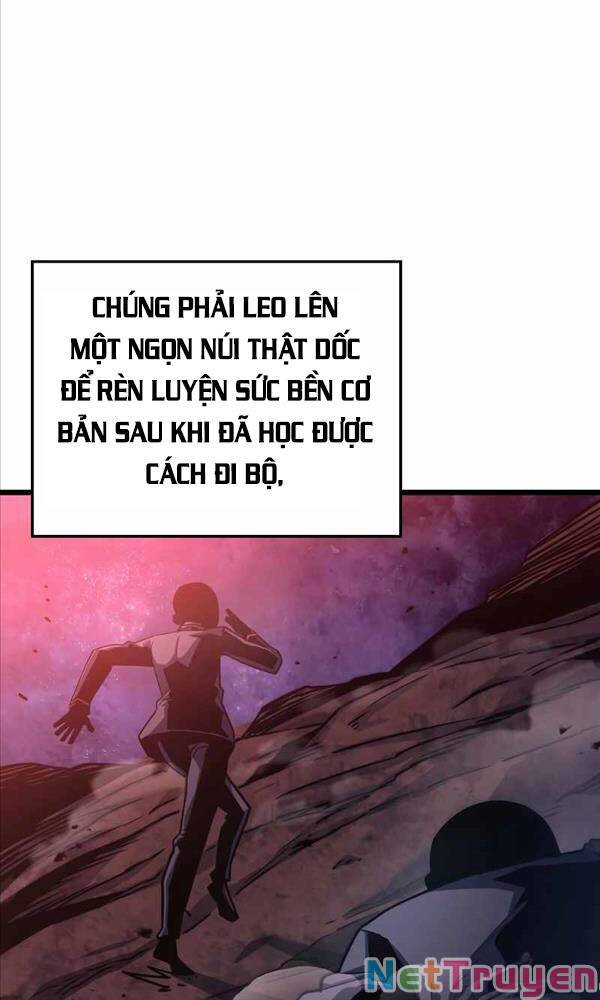 CHÚNG PHẢI LEO LÊN
MỘT NGỌN NÚI THẬT DỐC
ĐỂ RÈN LUYỆN SỨC BỀN CƠ
BẢN SAU KHI ĐÃ HỌC ĐƯỢC
CÁCH ĐI BỘ,
NetTruyen